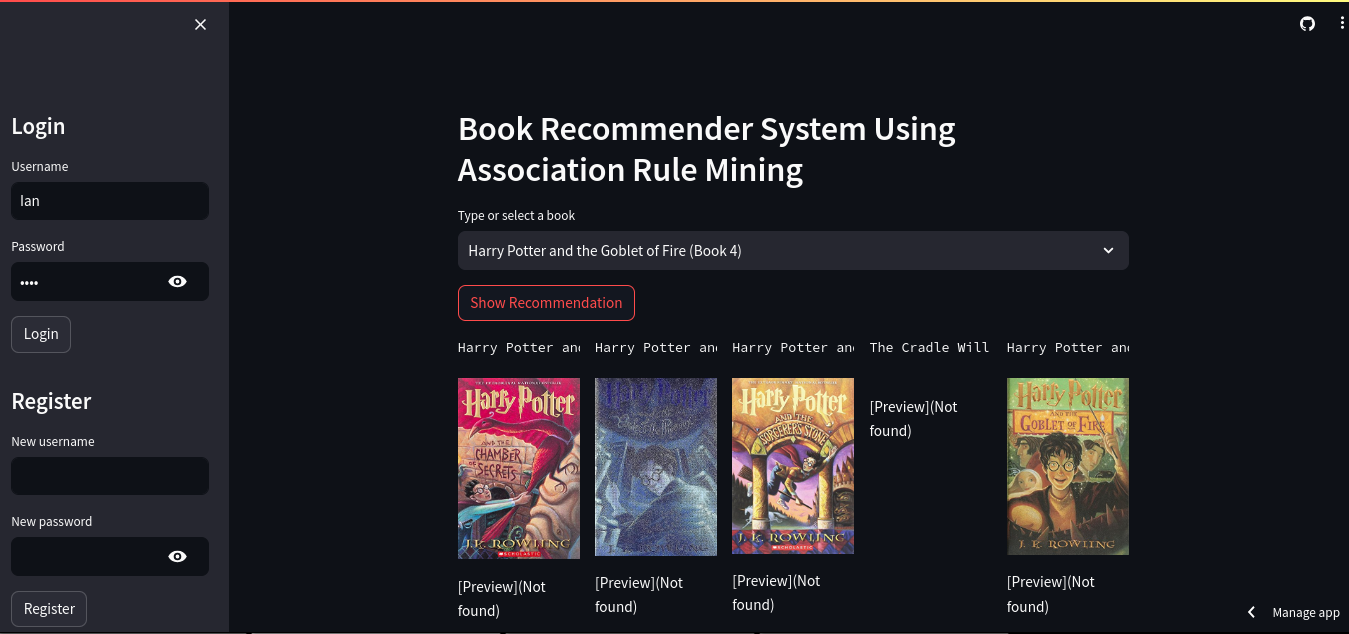 Login
Username
Ian
Password
••••
Login
Register
New username
New password
Register
Book Recommender System Using
Association Rule Mining
Type or select a book
Harry Potter and the Goblet of Fire (Book 4)
Show Recommendation
Harry Potter and
Harry Potter and
Harry Potter and
The Cradle Will
Harry Potter and
Harry Potter
AND THE
CHAMBER
OF
SECRETS
J. K. ROWLING
SCHOLASTIC
[Preview](Not
found)
Harry Potter
[Preview](Not
found)
Harry Potter
AND THE
SORCERER'S STONE
J. K. ROWLING
SCHOLASTIC
[Preview](Not
found)
[Preview](Not
found)
Harry Potter
AND THE
GOBLET OF FIRE
J. K. ROWLING
[Preview](Not
found)
Manage app